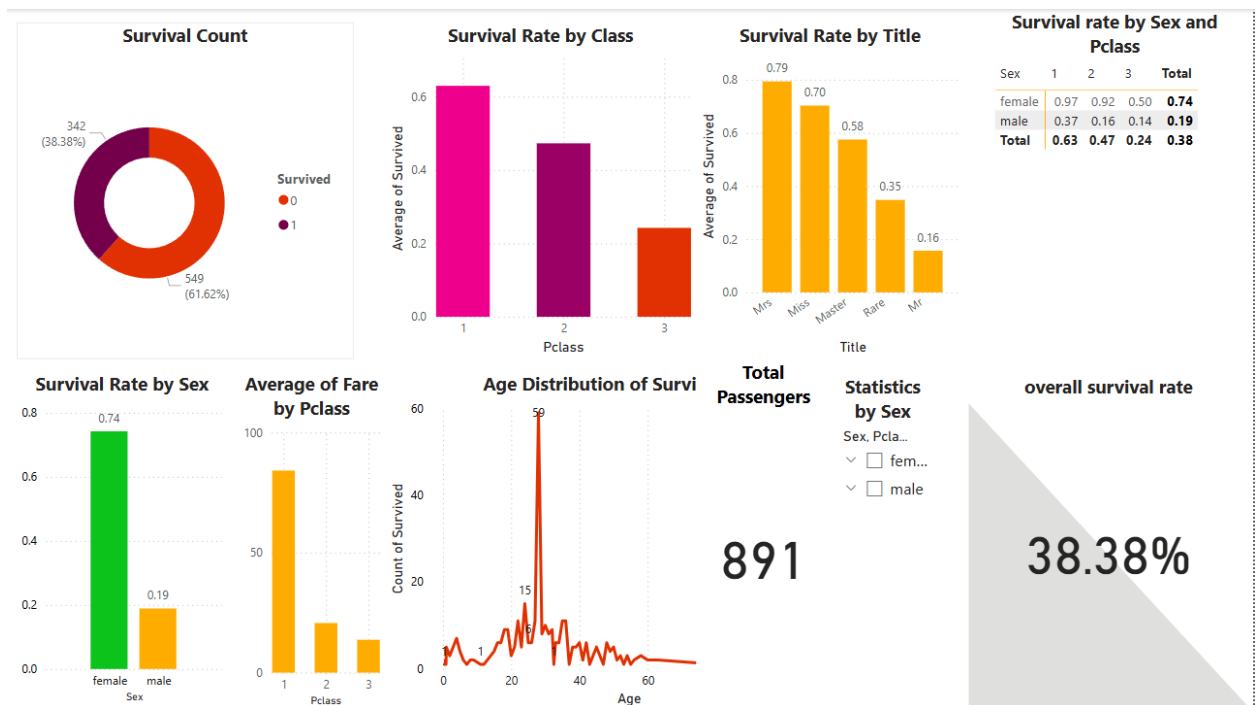 Survival Count
342
(38.38%)
549
(61.62%)
Survived
0
1
Survival Rate by Class
Average of Survived
0.6
0.4
0.2
0.0
1 2 3
Pclass
Survival Rate by Title
Average of Survived
0.8
0.6
0.4
0.2
0.0
0.79
0.70
0.58
0.35
0.16
Mrs Miss Master Rare Mr
Title
Survival rate by Sex and
Pclass
Sex 1 2 3 Total
female 0.97 0.92 0.50 0.74
male 0.37 0.16 0.14 0.19
Total 0.63 0.47 0.24 0.38
Survival Rate by Sex
0.8
0.6
0.4
0.2
0.0
0.74
0.19
female male
Sex
Average of Fare
by Pclass
100
50
0
1 2 3
Pclass
Age Distribution of Survi
Count of Survived
60
40
20
0
59
15
6
1
1
1
0 20 40 60
Age
Total
Passengers
891
Statistics
by Sex
Sex, Pcla...
fem...
male
overall survival rate
38.38%